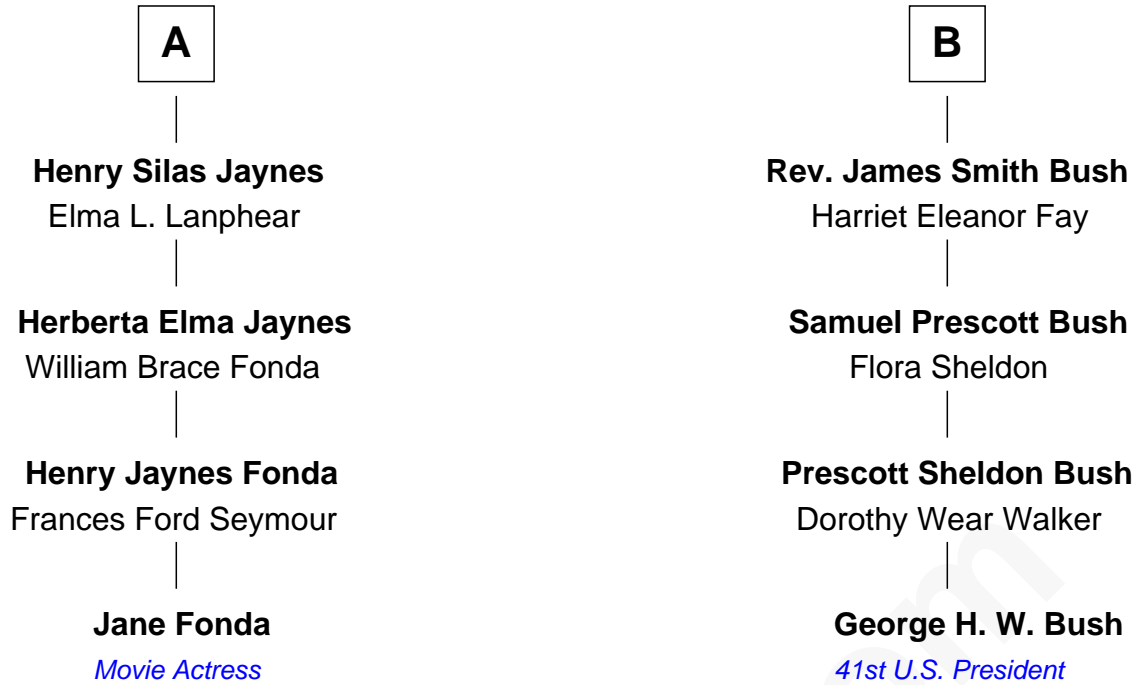 A
Henry Silas Jaynes
Elma L. Lanphear
Herberta Elma Jaynes
William Brace Fonda
Henry Jaynes Fonda
Frances Ford Seymour
Jane Fonda
Movie Actress
B
Rev. James Smith Bush
Harriet Eleanor Fay
Samuel Prescott Bush
Flora Sheldon
Prescott Sheldon Bush
Dorothy Wear Walker
George H. W. Bush
41st U.S. President